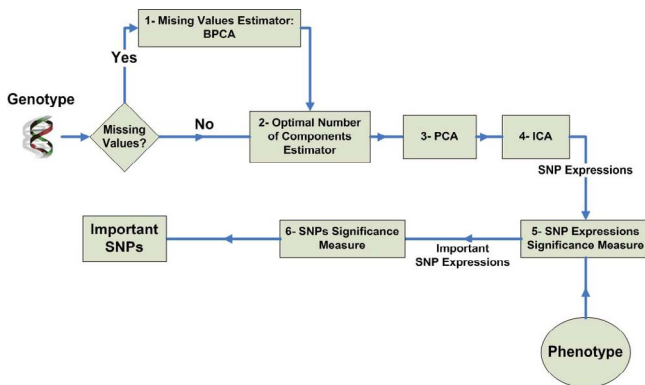 1- Mising Values Estimator:
BPCA
Yes
Genotype
Missing
Values?
No
2- Optimal Number
of Components
Estimator
3- PCA
4- ICA
SNP Expressions
Important
SNPs
6- SNPs Significance
Measure
Important
SNP Expressions
5- SNP Expressions
Significance Measure
Phenotype